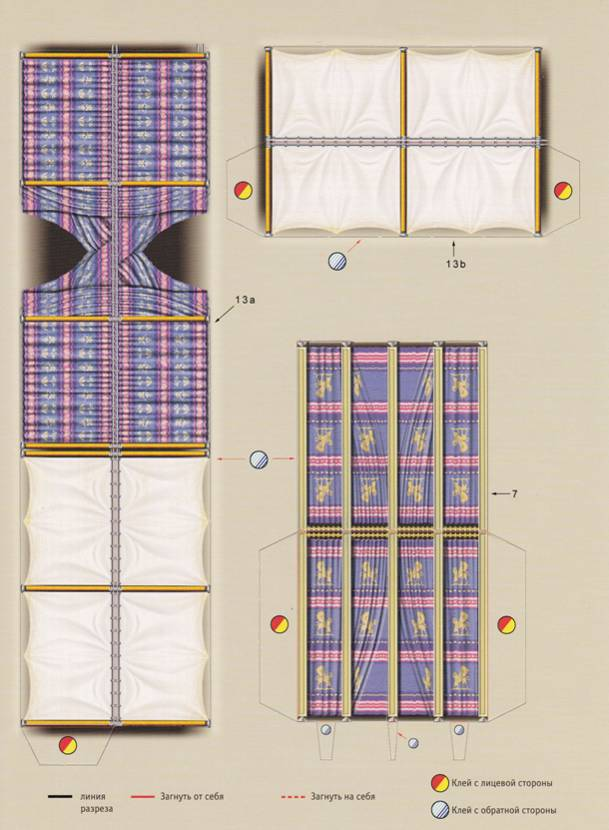 13b
13a
7
линия
разреза
Загнуть от себя
Загнуть на себя
Клей с лицевой стороны
Клей с обратной стороны